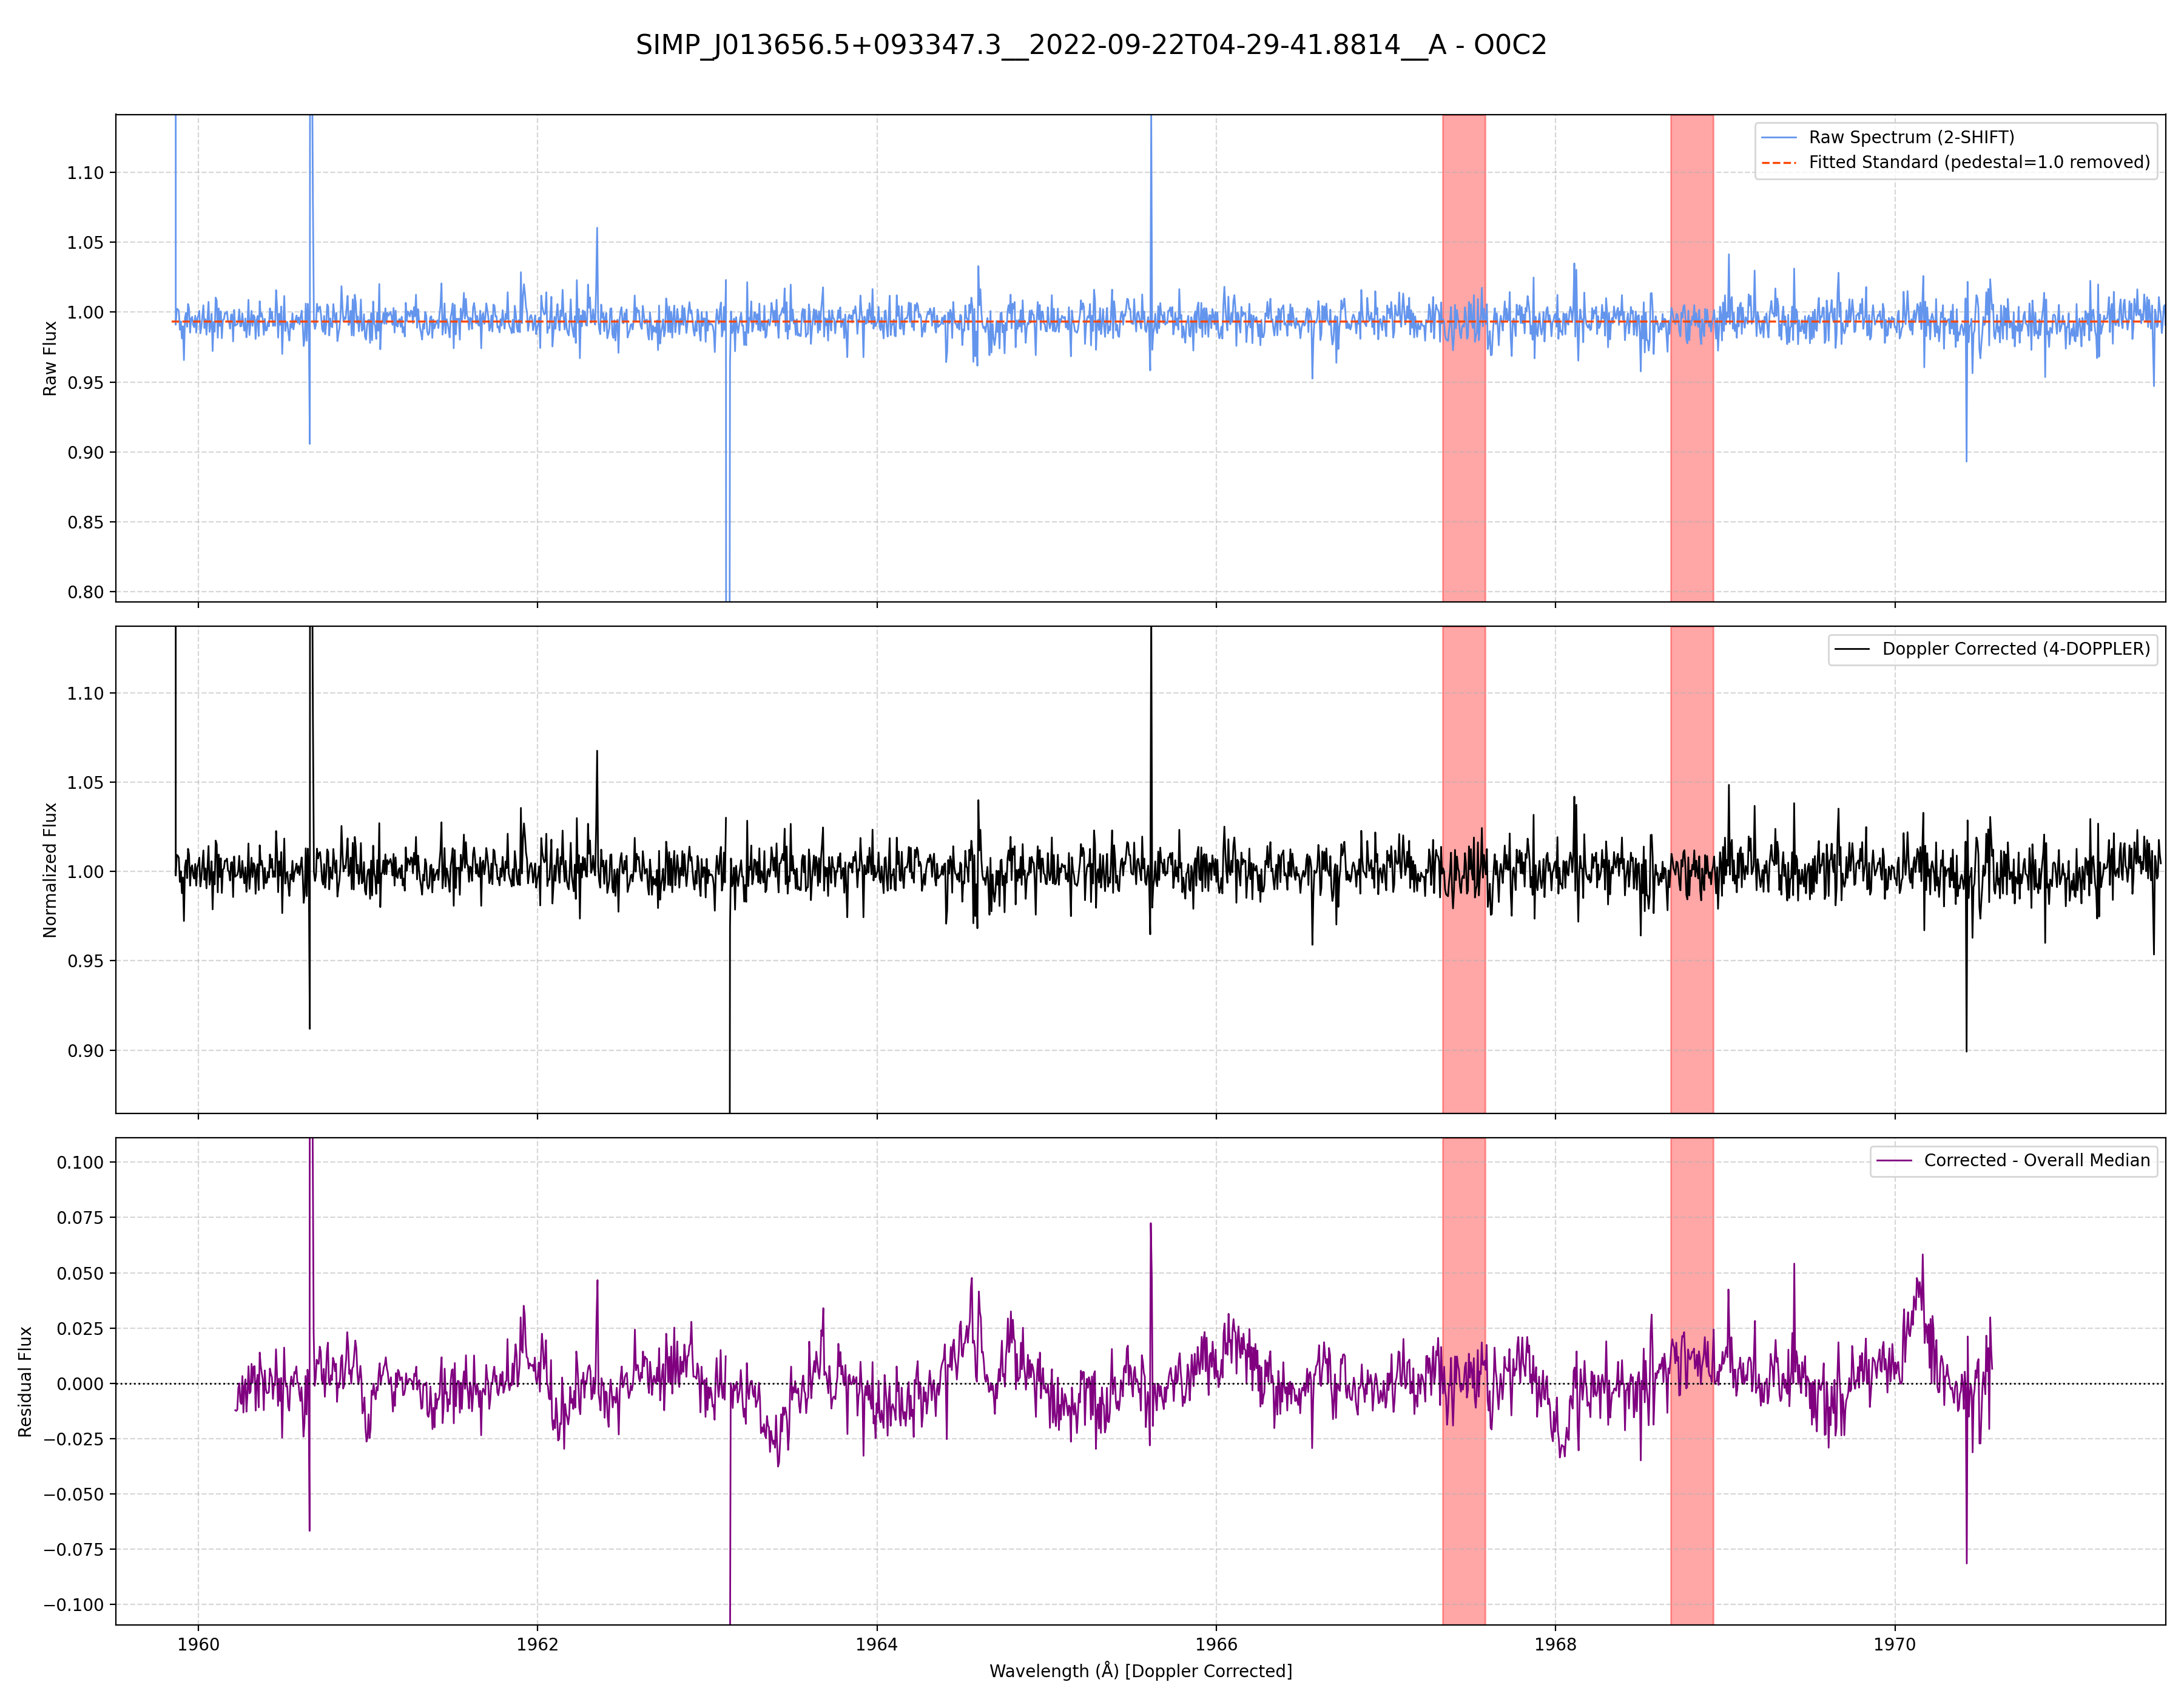 SIMP_J013656.5+093347.3__2022-09-22T04-29-41.8814__A - O0C2
Raw Spectrum (2-SHIFT)
Fitted Standard (pedestal=1.0 removed)
1.10
1.05
1.00
0.95
0.90
0.85
0.80
Raw Flux
Doppler Corrected (4-DOPPLER)
1.10
1.05
1.00
0.95
0.90
Normalized Flux
Corrected - Overall Median
0.100
0.075
0.050
0.025
0.000
−0.025
−0.050
−0.075
−0.100
Residual Flux
1960 1962 1964 1966 1968 1970
Wavelength (Å) [Doppler Corrected]